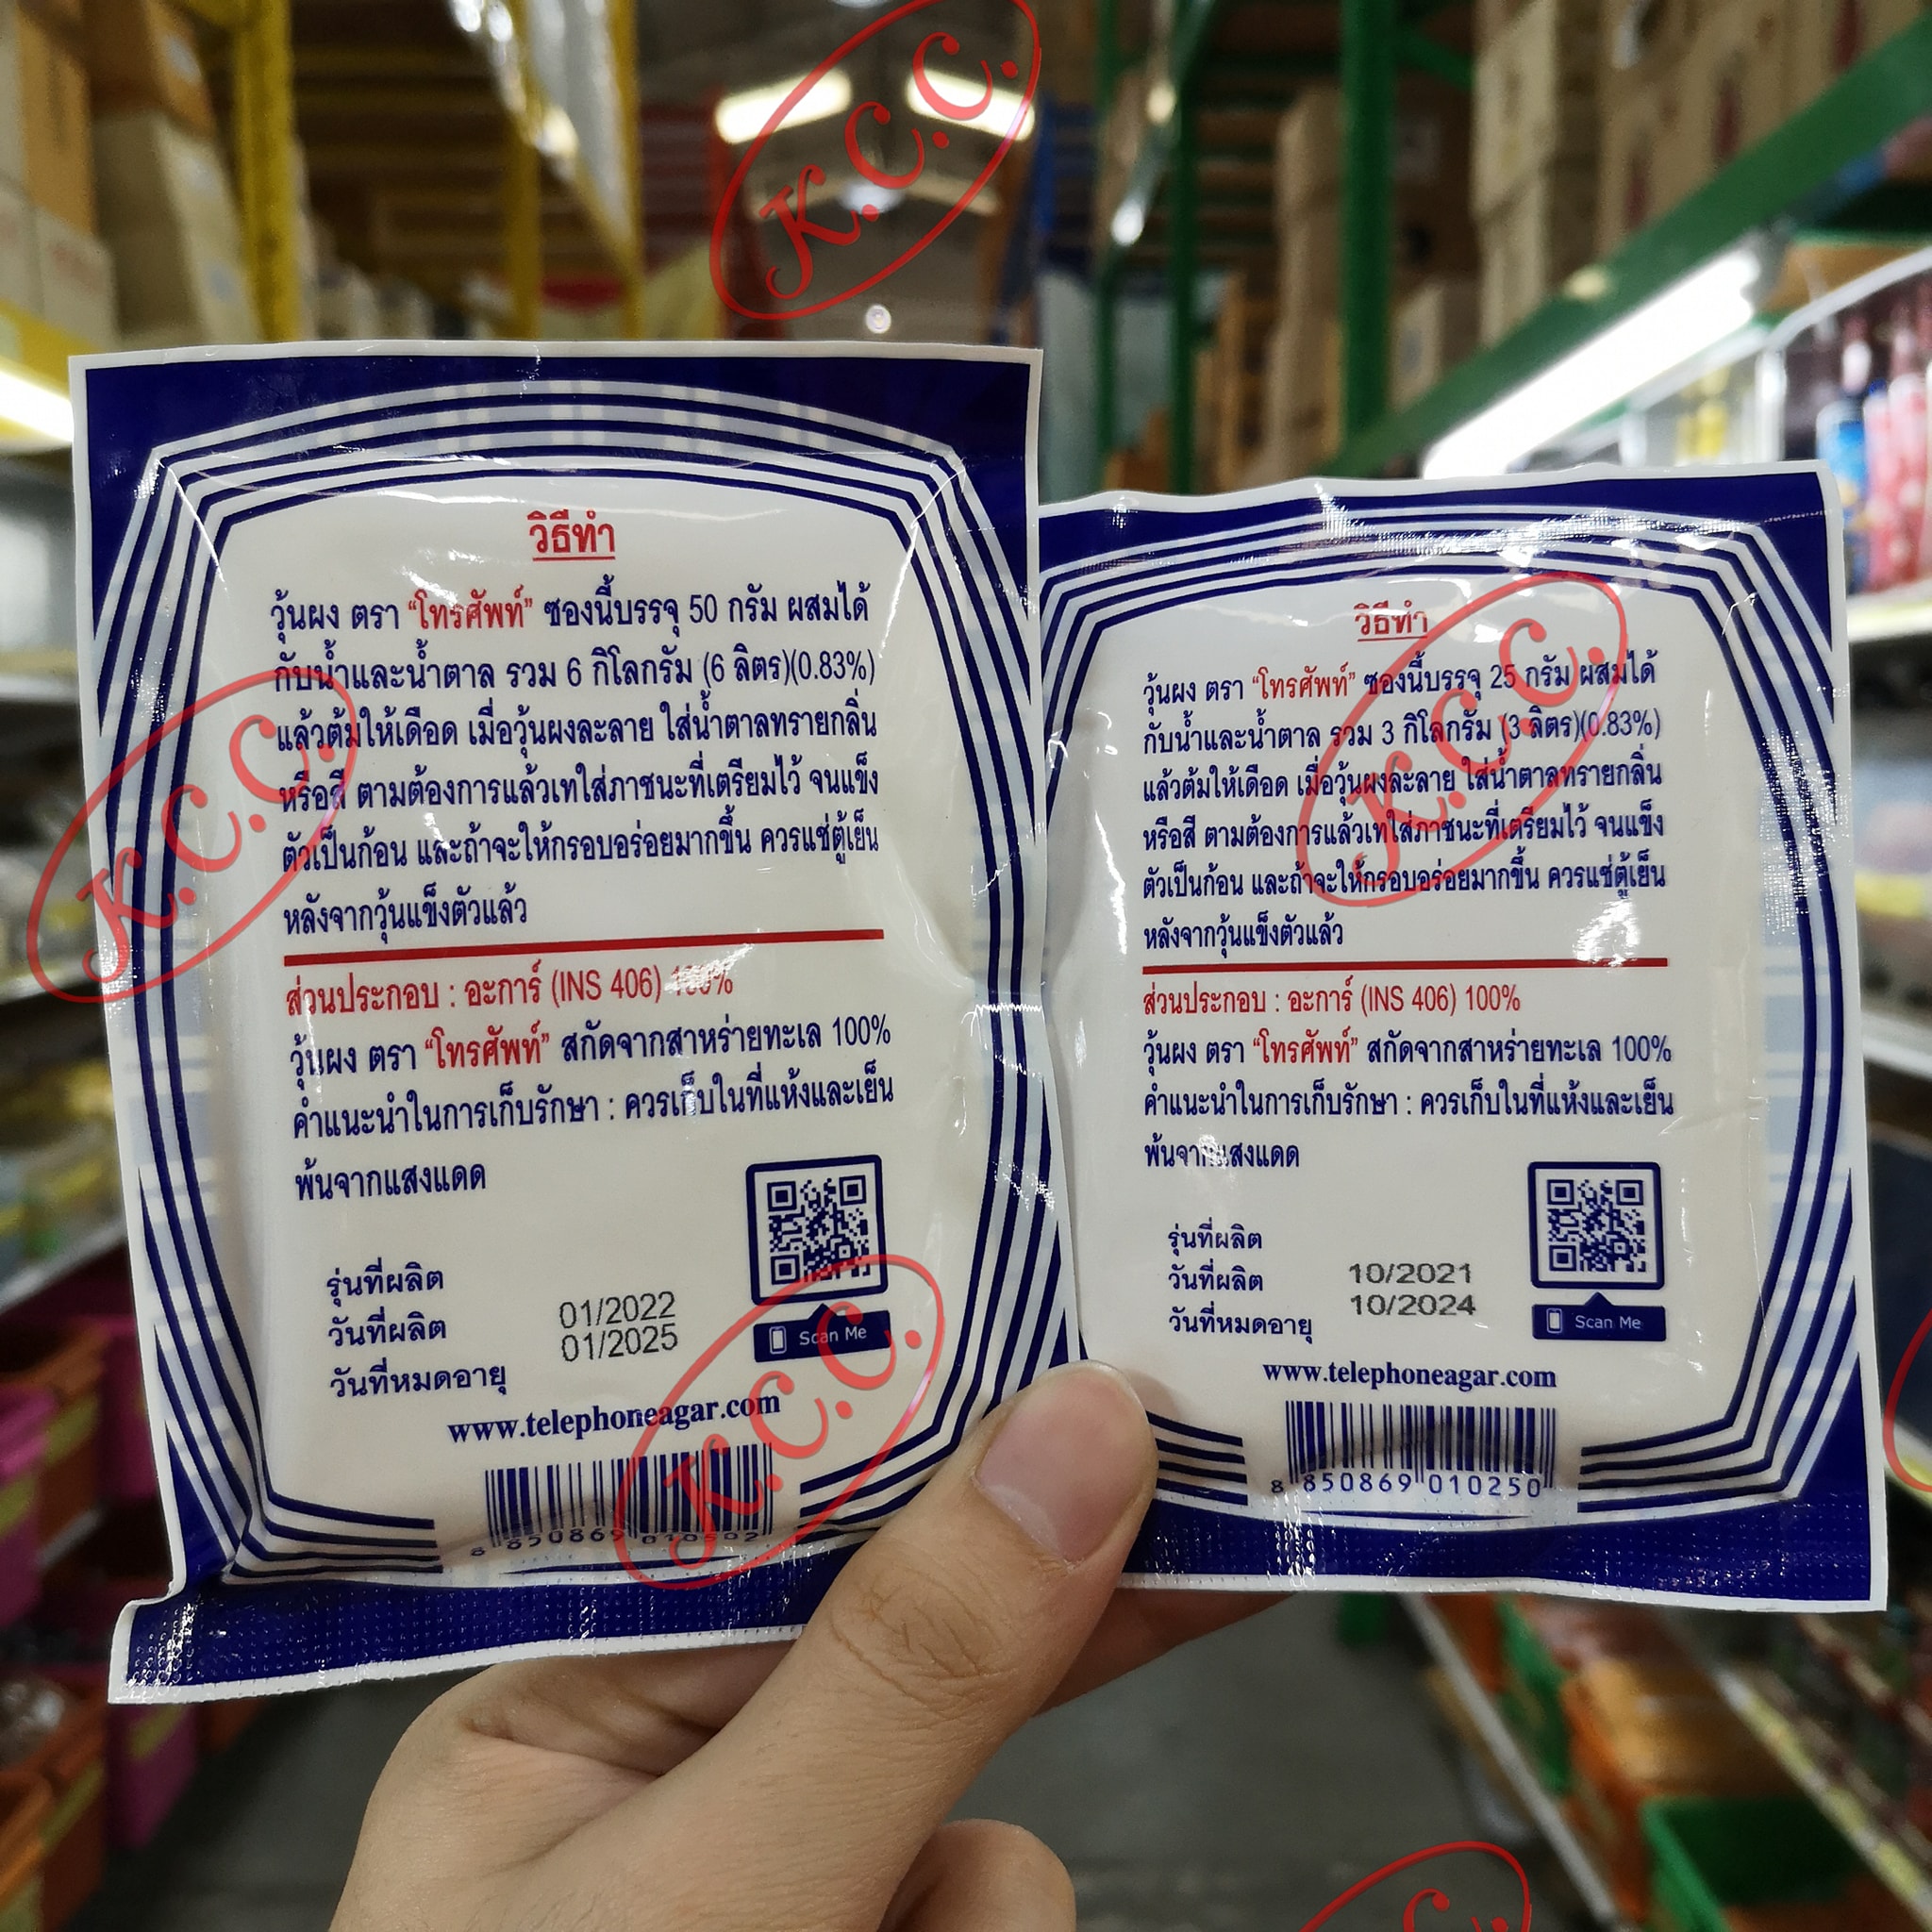 K.C.C.
วิธีทำ
วุ้นผง ตรา “โทรศัพท์” ซองนี้บรรจุ 50 กรัม ผสมได้
กับน้ำและน้ำตาล รวม 6 กิโลกรัม (6 ลิตร)(0.83%)
แล้วต้มให้เดือด เมื่อวุ้นผงละลาย ใส่น้ำตาลทรายกลิ่น
หรือสี ตามต้องการแล้วเทใส่ภาชนะที่เตรียมไว้ จนแข็ง
ตัวเป็นก้อน และถ้าจะให้กรอบอร่อยมากขึ้น ควรแช่ตู้เย็น
หลังจากวุ้นแข็งตัวแล้ว
K.C.C.
ส่วนประกอบ : อะการ์ (INS 406) 100%
วุ้นผง ตรา “โทรศัพท์” สกัดจากสาหร่ายทะเล 100%
คำแนะนำในการเก็บรักษา : ควรเก็บในที่แห้งและเย็น
พ้นจากแสงแดด
รุ่นที่ผลิต
วันที่ผลิต 01/2022
วันที่หมดอายุ 01/2025
Scan Me
www.telephoneagar.com
K.C.C.
8 850869 010502
วิธีทำ
วุ้นผง ตรา “โทรศัพท์” ซองนี้บรรจุ 25 กรัม ผสมได้
กับน้ำและน้ำตาล รวม 3 กิโลกรัม (3 ลิตร)(0.83%)
แล้วต้มให้เดือด เมื่อวุ้นผงละลาย ใส่น้ำตาลทรายกลิ่น
หรือสี ตามต้องการแล้วเทใส่ภาชนะที่เตรียมไว้ จนแข็ง
ตัวเป็นก้อน และถ้าจะให้กรอบอร่อยมากขึ้น ควรแช่ตู้เย็น
หลังจากวุ้นแข็งตัวแล้ว
K.C.C.
ส่วนประกอบ : อะการ์ (INS 406) 100%
วุ้นผง ตรา “โทรศัพท์” สกัดจากสาหร่ายทะเล 100%
คำแนะนำในการเก็บรักษา : ควรเก็บในที่แห้งและเย็น
พ้นจากแสงแดด
รุ่นที่ผลิต
วันที่ผลิต 10/2021
วันที่หมดอายุ 10/2024
Scan Me
www.telephoneagar.com
8 850869 010250